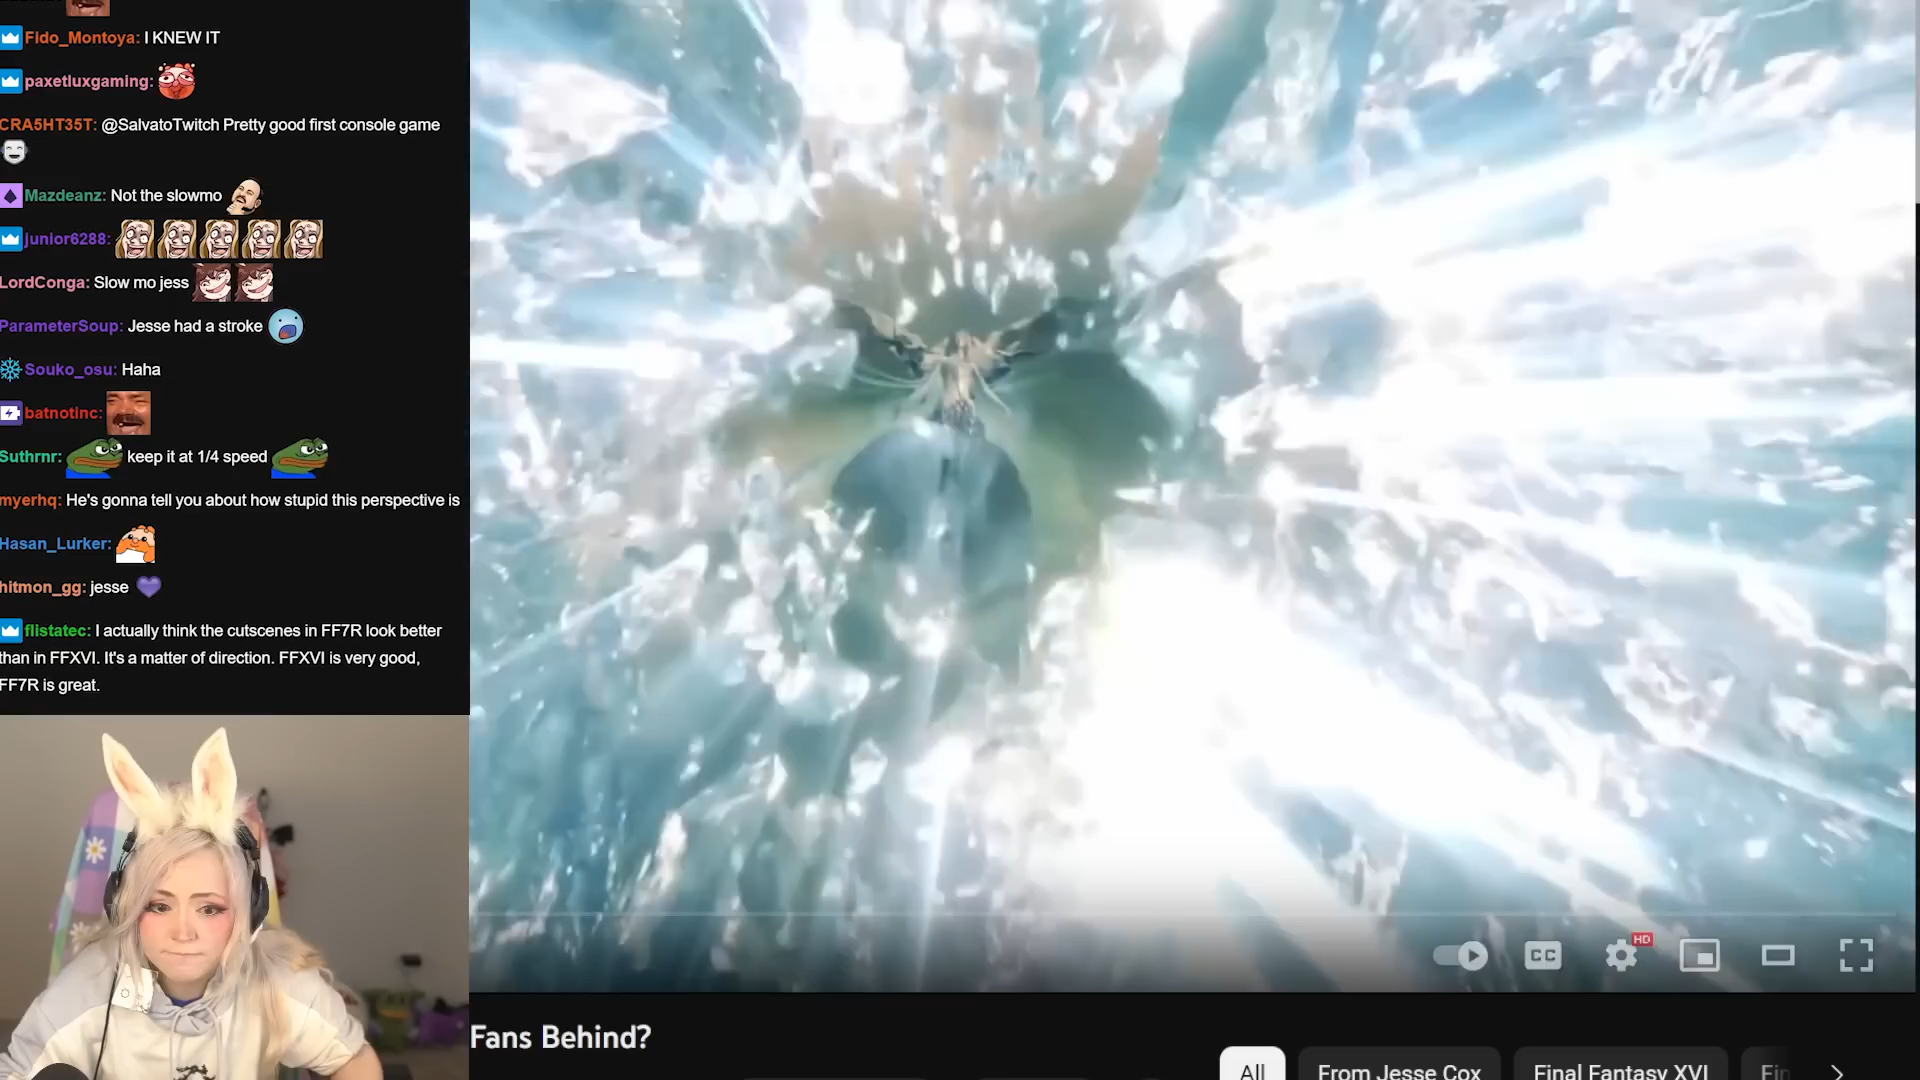 Fido_Montoya: I KNEW IT
paxetluxgaming:
CRA5HT35T: @SalvatoTwitch Pretty good first console game
Mazdeanz: Not the slowmo
junior6288:
LordConga: Slow mo jess
ParameterSoup: Jesse had a stroke
Souko_osu: Haha
batnotinc:
Suthrnr: keep it at 1/4 speed
myerhq: He's gonna tell you about how stupid this perspective is
Hasan_Lurker:
hitmon_gg: jesse
flistatec: I actually think the cutscenes in FF7R look better
than in FFXVI. It's a matter of direction. FFXVI is very good,
FF7R is great.
CC HD
Fans Behind?
All From Jesse Cox Final Fantasy XVI Fin